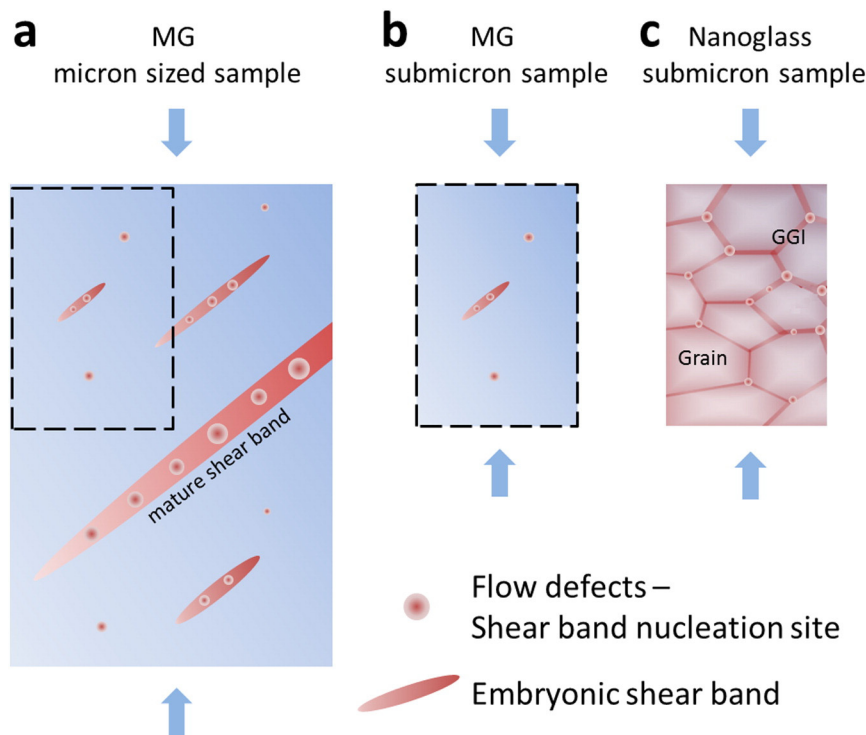 a
MG
micron sized sample
b
MG
submicron sample
c
Nanoglass
submicron sample
mature shear band
GGI
Grain
Flow defects –
Shear band nucleation site
Embryonic shear band